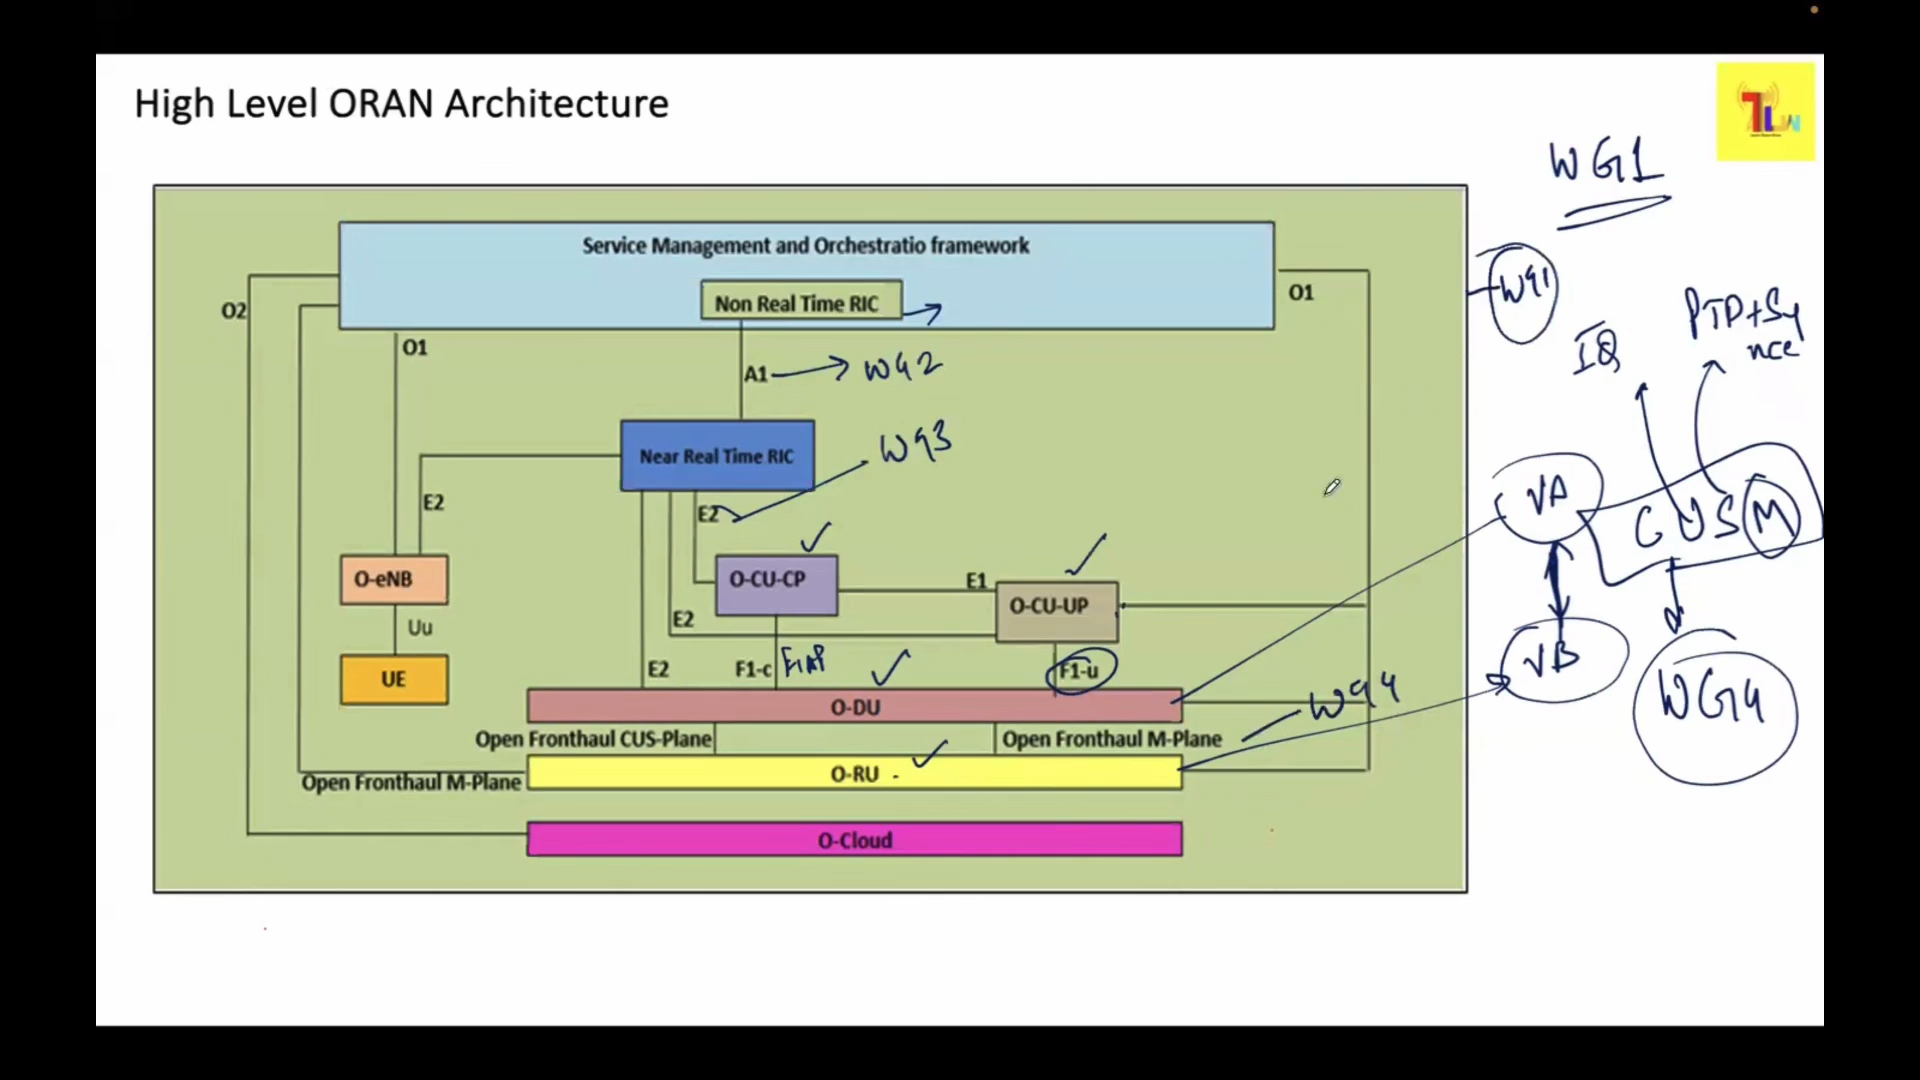 High Level ORAN Architecture
WG1
Service Management and Orchestratio framework
WG1
Non Real Time RIC
O1
O2
PTP+Sy
nce
IQ
O1
A1
WG2
Near Real Time RIC
WG3
E2
E2
VA
CUSM
O-eNB
O-CU-CP
E1
O-CU-UP
E2
Uu
UE
E2
F1-c
F1AP
F1-u
VB
WG4
WG4
O-DU
Open Fronthaul CUS-Plane
Open Fronthaul M-Plane
O-RU
Open Fronthaul M-Plane
O-Cloud